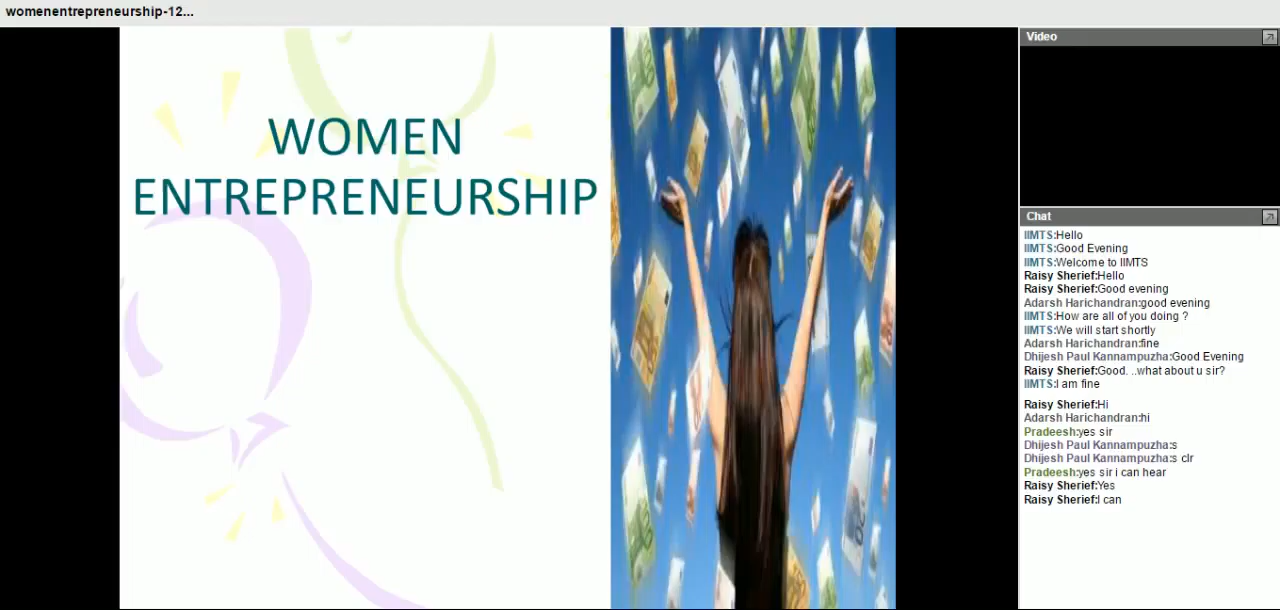 womenentrepreneurship-12...
WOMEN
ENTREPRENEURSHIP
Video
Chat
IIMTS:Hello
IIMTS:Good Evening
IIMTS:Welcome to IIMTS
Raisy Sherief:Hello
Raisy Sherief:Good evening
Adarsh Harichandran:good evening
IIMTS:How are all of you doing ?
IIMTS:We will start shortly
Adarsh Harichandran:fine
Dhijesh Paul Kannampuzha:Good Evening
Raisy Sherief:Good. ..what about u sir?
IIMTS:I am fine
Raisy Sherief:Hi
Adarsh Harichandran:hi
Pradeesh:yes sir
Dhijesh Paul Kannampuzha:s
Dhijesh Paul Kannampuzha:s clr
Pradeesh:yes sir i can hear
Raisy Sherief:Yes
Raisy Sherief:I can